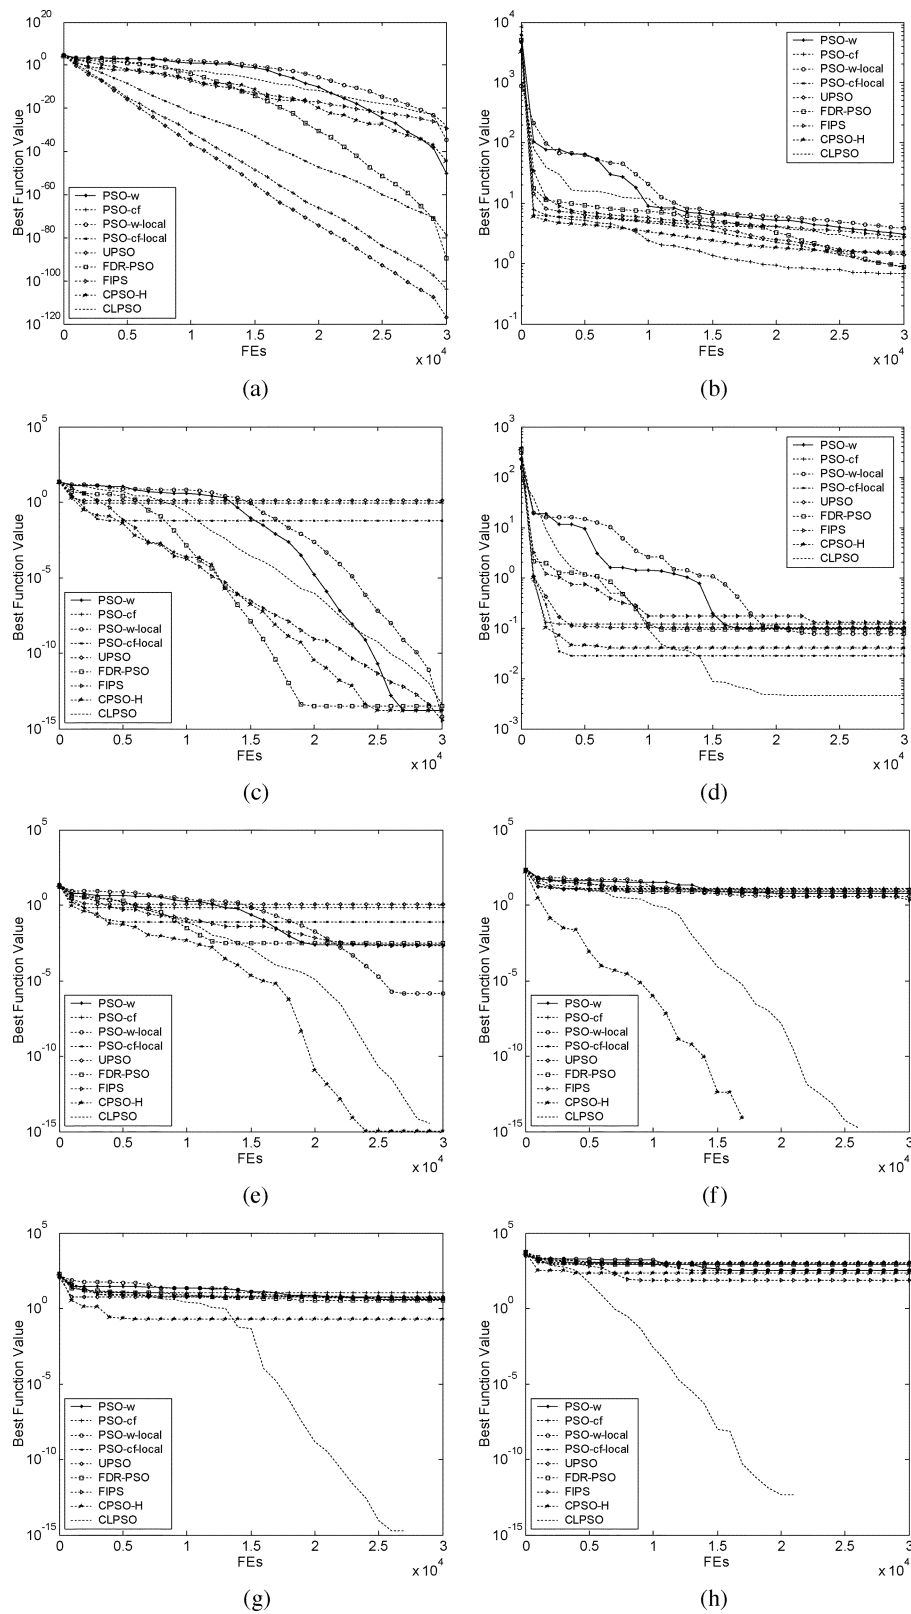 10^20
10^0
10^-20
10^-40
10^-60
10^-80
10^-100
10^-120
Best Function Value
PSO-w
PSO-cf
PSO-w-local
PSO-cf-local
UPSO
FDR-PSO
FIPS
CPSO-H
CLPSO
0 0.5 1 1.5 2 2.5 3
FEs
x 10^4
(a)
10^4
10^3
10^2
10^1
10^0
10^-1
Best Function Value
PSO-w
PSO-cf
PSO-w-local
PSO-cf-local
UPSO
FDR-PSO
FIPS
CPSO-H
CLPSO
0 0.5 1 1.5 2 2.5 3
FEs
x 10^4
(b)
10^5
10^0
10^-5
10^-10
10^-15
Best Function Value
PSO-w
PSO-cf
PSO-w-local
PSO-cf-local
UPSO
FDR-PSO
FIPS
CPSO-H
CLPSO
0 0.5 1 1.5 2 2.5 3
FEs
x 10^4
(c)
10^3
10^2
10^1
10^0
10^-1
10^-2
10^-3
Best Function Value
PSO-w
PSO-cf
PSO-w-local
PSO-cf-local
UPSO
FDR-PSO
FIPS
CPSO-H
CLPSO
0 0.5 1 1.5 2 2.5 3
FEs
x 10^4
(d)
10^5
10^0
10^-5
10^-10
10^-15
Best Function Value
PSO-w
PSO-cf
PSO-w-local
PSO-cf-local
UPSO
FDR-PSO
FIPS
CPSO-H
CLPSO
0 0.5 1 1.5 2 2.5 3
FEs
x 10^4
(e)
10^5
10^0
10^-5
10^-10
10^-15
Best Function Value
PSO-w
PSO-cf
PSO-w-local
PSO-cf-local
UPSO
FDR-PSO
FIPS
CPSO-H
CLPSO
0 0.5 1 1.5 2 2.5 3
FEs
x 10^4
(f)
10^5
10^0
10^-5
10^-10
10^-15
Best Function Value
PSO-w
PSO-cf
PSO-w-local
PSO-cf-local
UPSO
FDR-PSO
FIPS
CPSO-H
CLPSO
0 0.5 1 1.5 2 2.5 3
FEs
x 10^4
(g)
10^5
10^0
10^-5
10^-10
10^-15
Best Function Value
PSO-w
PSO-cf
PSO-w-local
PSO-cf-local
UPSO
FDR-PSO
FIPS
CPSO-H
CLPSO
0 0.5 1 1.5 2 2.5 3
FEs
x 10^4
(h)